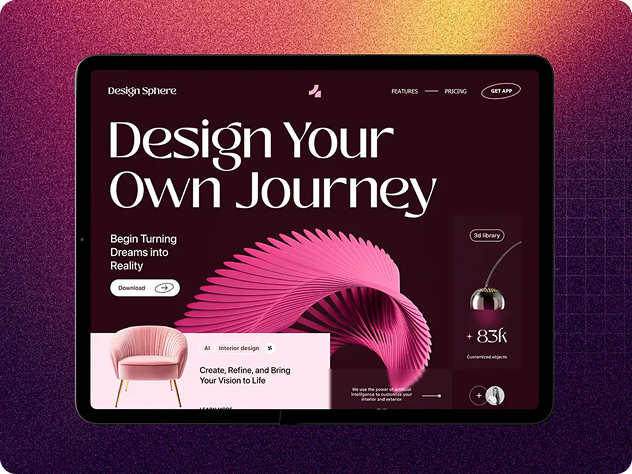 Design Sphere
FEATURES
PRICING
GET APP
Design Your
Own Journey
Begin Turning
Dreams into
Reality
Download
3d library
83k
Customized objects
AI
Interior design
Create, Refine, and Bring
Your Vision to Life
LEARN MORE
We use the power of artificial
intelligence to customize your
interior and exterior